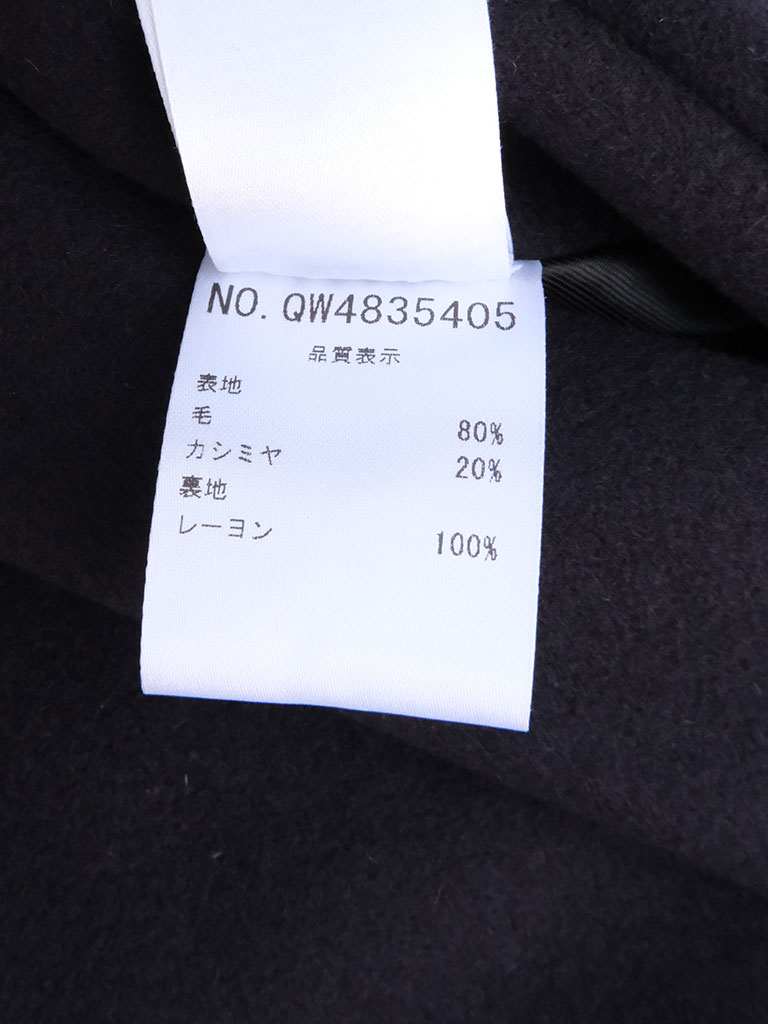 NO. QW4835405
品質表示
表地
毛 80%
カシミヤ 20%
裏地
レーヨン 100%